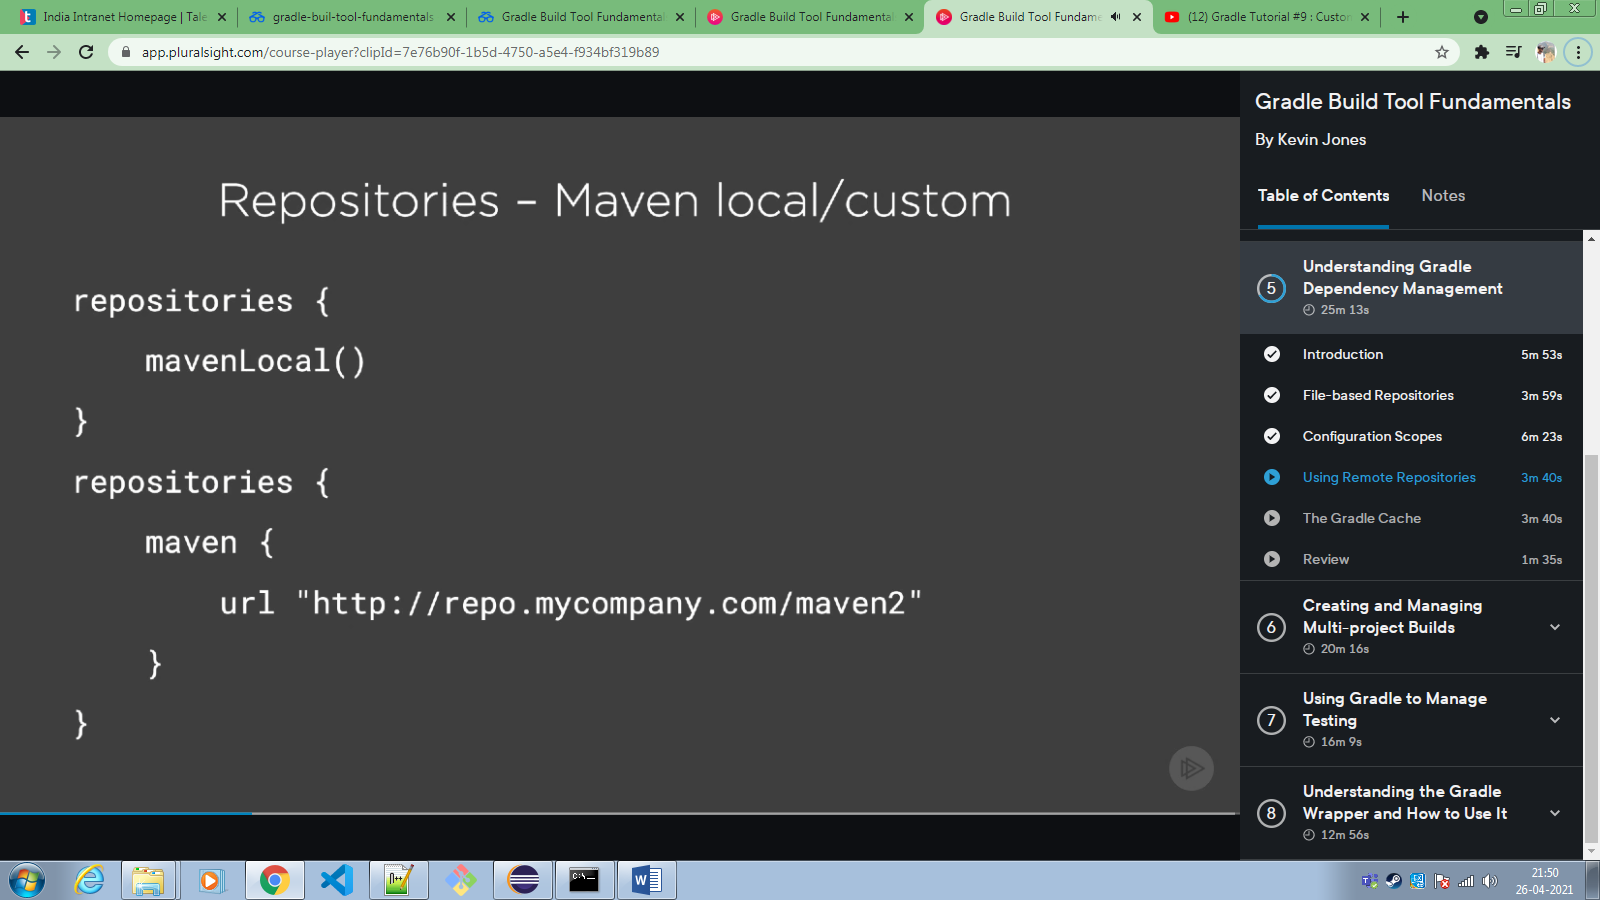 India Intranet Homepage | Tale
gradle-buil-tool-fundamentals
Gradle Build Tool Fundamental
Gradle Build Tool Fundamental
Gradle Build Tool Fundame
(12) Gradle Tutorial #9 : Custom
app.pluralsight.com/course-player?clipId=7e76b90f-1b5d-4750-a5e4-f934bf319b89
Repositories – Maven local/custom
repositories {
mavenLocal()
}
repositories {
maven {
url "http://repo.mycompany.com/maven2"
}
}
Gradle Build Tool Fundamentals
By Kevin Jones
Table of Contents Notes
5 Understanding Gradle
Dependency Management
25m 13s
Introduction 5m 53s
File-based Repositories 3m 59s
Configuration Scopes 6m 23s
Using Remote Repositories 3m 40s
The Gradle Cache 3m 40s
Review 1m 35s
6 Creating and Managing
Multi-project Builds
20m 16s
7 Using Gradle to Manage
Testing
16m 9s
8 Understanding the Gradle
Wrapper and How to Use It
12m 56s
21:50
26-04-2021